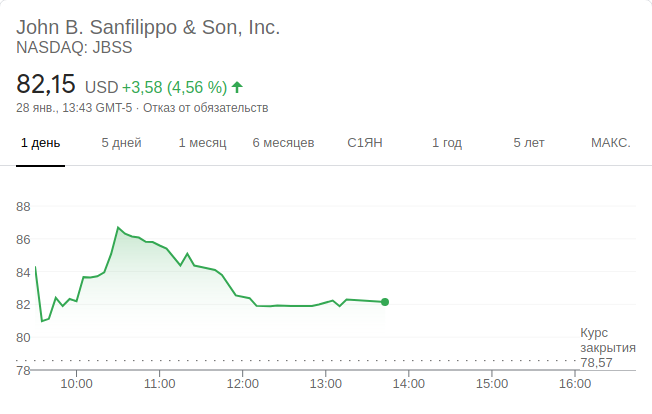 John B. Sanfilippo & Son, Inc.
NASDAQ: JBSS
82,15 USD +3,58 (4,56 %)
28 янв., 13:43 GMT-5 · Отказ от обязательств
1 день 5 дней 1 месяц 6 месяцев С1ЯН 1 год 5 лет МАКС.
88
86
84
82
80
Курс
закрытия
78,57
78
10:00 11:00 12:00 13:00 14:00 15:00 16:00